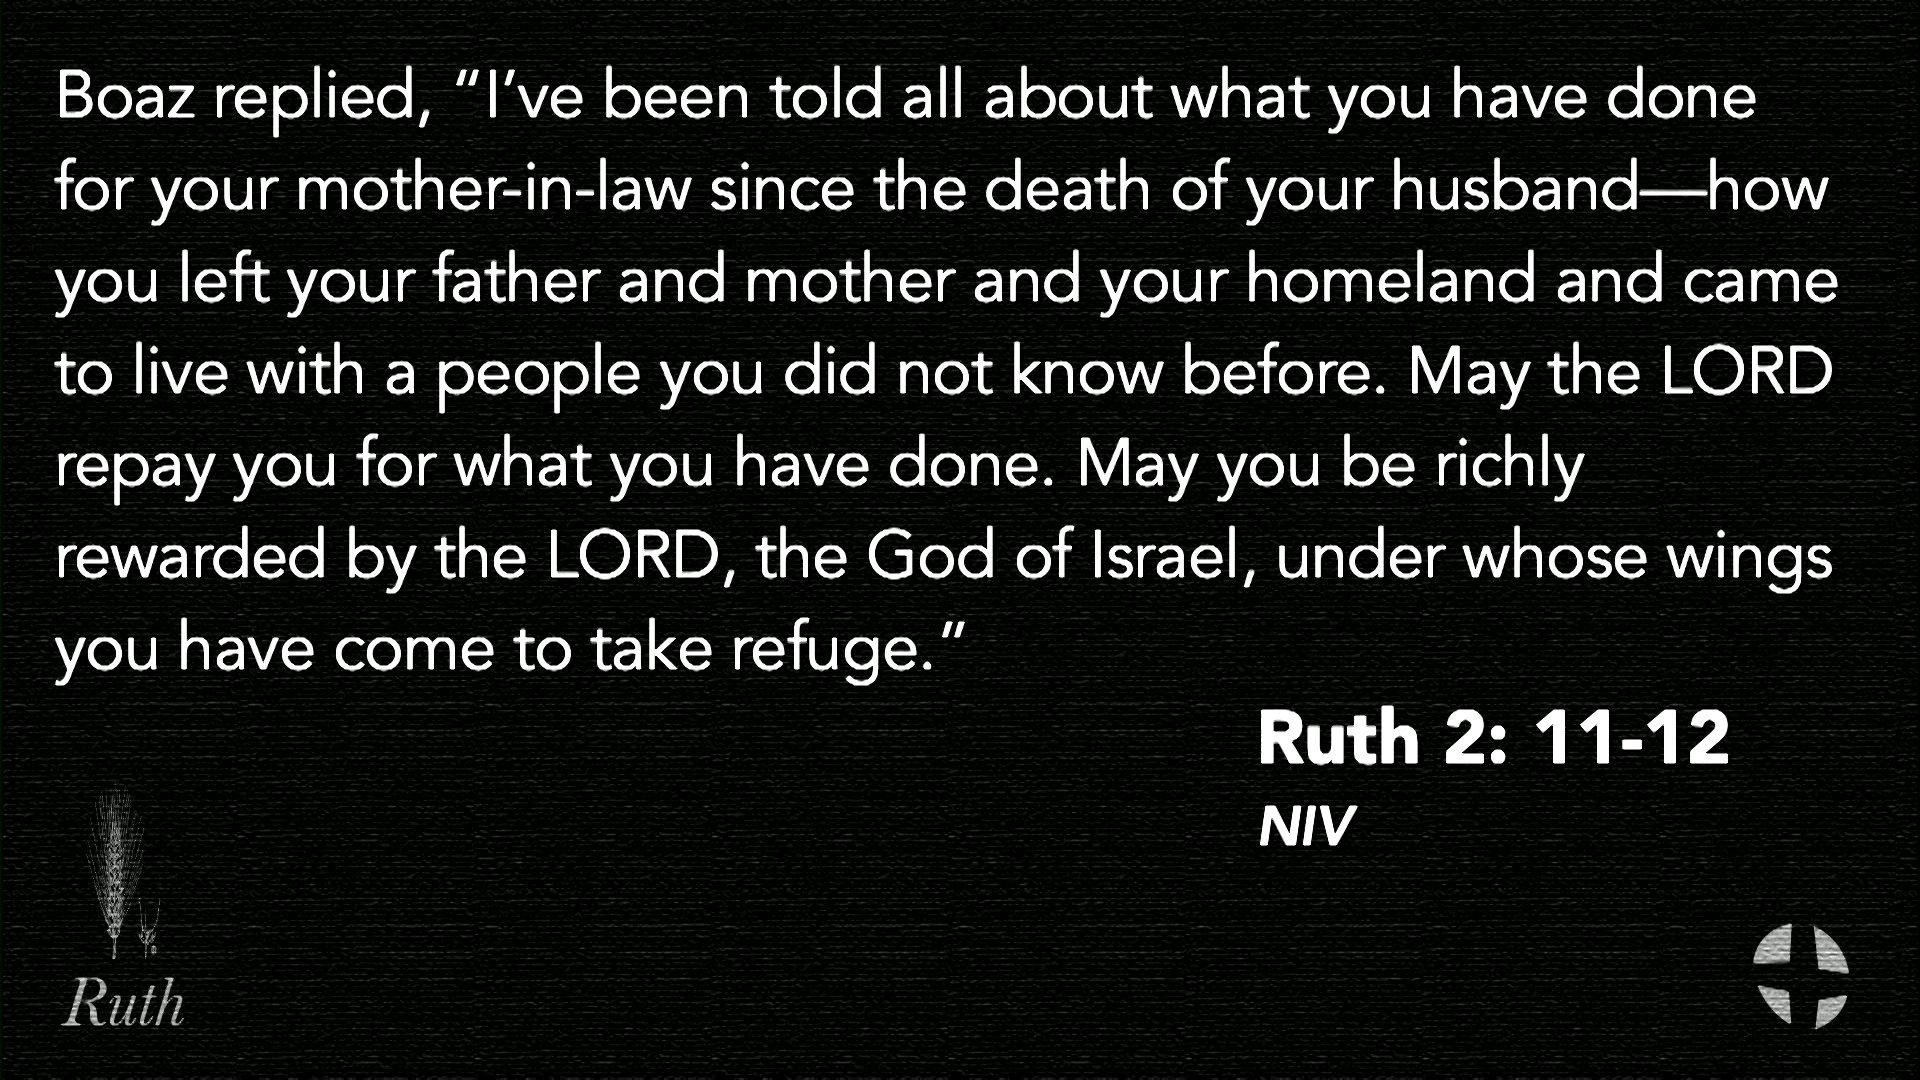 Boaz replied, “I’ve been told all about what you have done
for your mother-in-law since the death of your husband—how
you left your father and mother and your homeland and came
to live with a people you did not know before. May the LORD
repay you for what you have done. May you be richly
rewarded by the LORD, the God of Israel, under whose wings
you have come to take refuge.”
Ruth 2: 11-12
NIV
Ruth